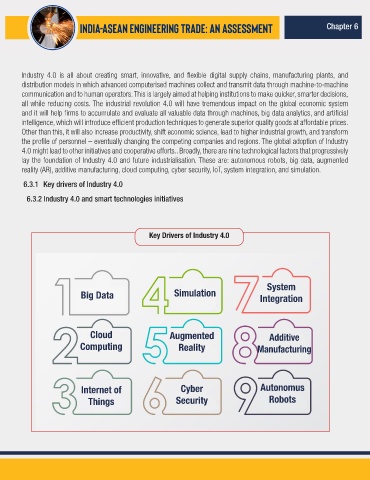 INDIA-ASEAN ENGINEERING TRADE: AN ASSESSMENT
Chapter 6
Industry 4.0 is all about creating smart, innovative, and flexible digital supply chains, manufacturing plants, and
distribution models in which advanced computerised machines collect and transmit data through machine-to-machine
communication and to human operators. This is largely aimed at helping institutions to make quicker, smarter decisions,
all while reducing costs. The industrial revolution 4.0 will have tremendous impact on the global economic system
and it will help firms to accumulate and evaluate all valuable data through machines, big data analytics, and artificial
intelligence, which will introduce efficient production techniques to generate superior quality goods at affordable prices.
Other than this, it will also increase productivity, shift economic science, lead to higher industrial growth, and transform
the profile of personnel – eventually changing the competing companies and regions. The global adoption of Industry
4.0 might lead to other initiatives and cooperative efforts.. Broadly, there are nine technological factors that progressively
lay the foundation of Industry 4.0 and future industrialisation. These are: autonomous robots, big data, augmented
reality (AR), additive manufacturing, cloud computing, cyber security, IoT, system integration, and simulation.
6.3.1 Key drivers of Industry 4.0
6.3.2 Industry 4.0 and smart technologies initiatives
Key Drivers of Industry 4.0
1 Big Data
2 Cloud
Computing
3 Internet of
Things
4 Simulation
5 Augmented
Reality
6 Cyber
Security
7 System
Integration
8 Additive
Manufacturing
9 Autonomus
Robots